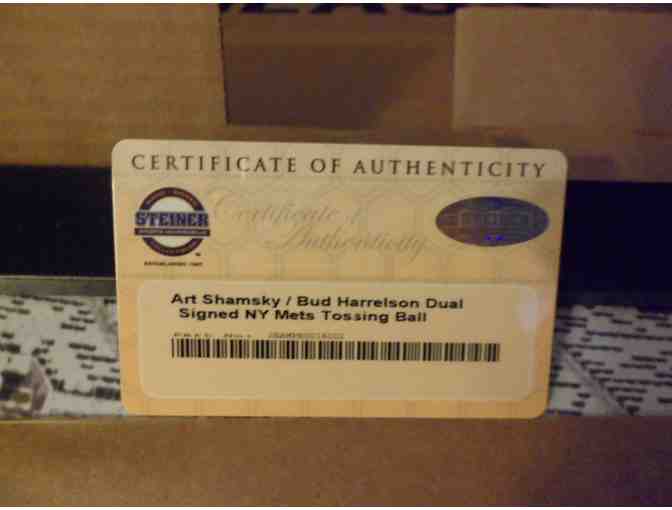 CERTIFICATE OF AUTHENTICITY
STEINER
Certificate of
Authenticity
Art Shamsky / Bud Harrelson Dual
Signed NY Mets Tossing Ball